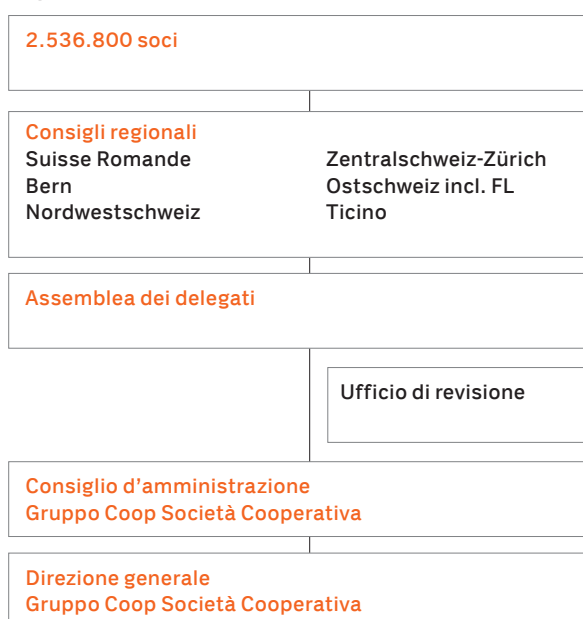 2.536.800 soci
Consigli regionali
Suisse Romande
Bern
Nordwestschweiz
Zentralschweiz-Zürich
Ostschweiz incl. FL
Ticino
Assemblea dei delegati
Ufficio di revisione
Consiglio d’amministrazione
Gruppo Coop Società Cooperativa
Direzione generale
Gruppo Coop Società Cooperativa